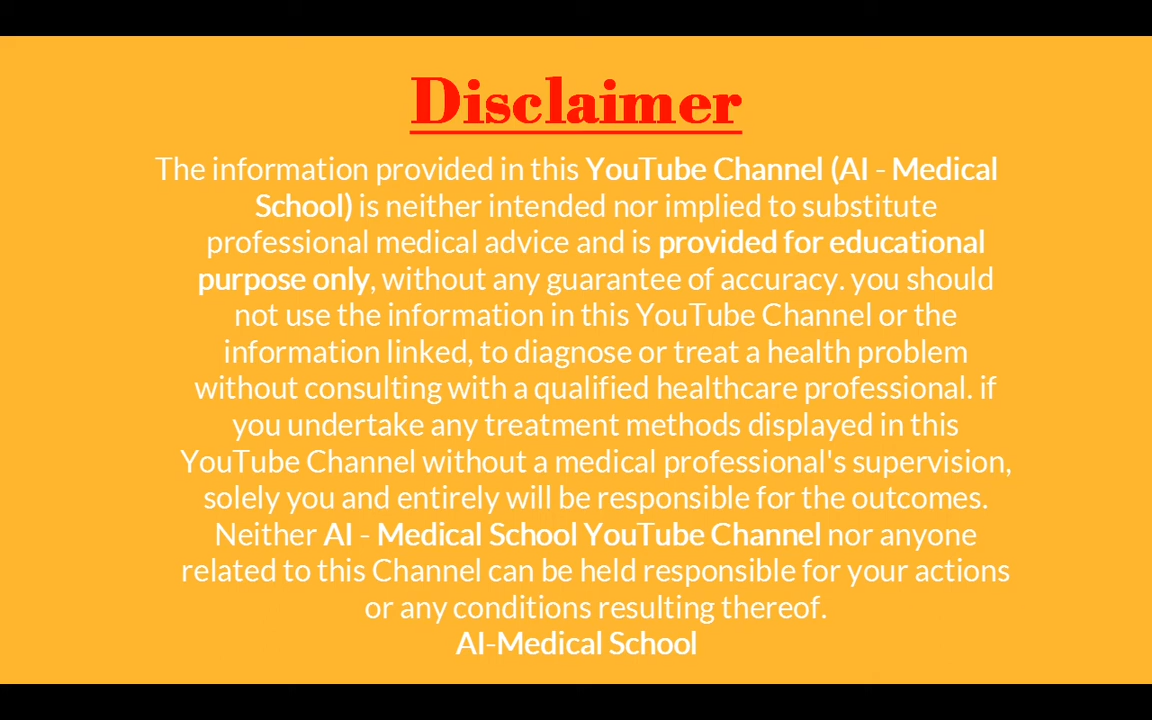 Disclaimer
The information provided in this YouTube Channel (AI - Medical
School) is neither intended nor implied to substitute
professional medical advice and is provided for educational
purpose only, without any guarantee of accuracy. you should
not use the information in this YouTube Channel or the
information linked, to diagnose or treat a health problem
without consulting with a qualified healthcare professional. if
you undertake any treatment methods displayed in this
YouTube Channel without a medical professional's supervision,
solely you and entirely will be responsible for the outcomes.
Neither AI - Medical School YouTube Channel nor anyone
related to this Channel can be held responsible for your actions
or any conditions resulting thereof.
AI-Medical School